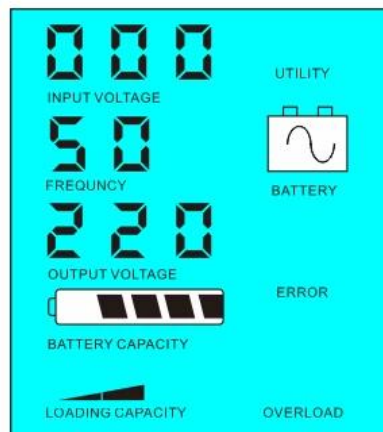 000
INPUT VOLTAGE
UTILITY
50
FREQUNCY
BATTERY
220
OUTPUT VOLTAGE
ERROR
BATTERY CAPACITY
LOADING CAPACITY
OVERLOAD